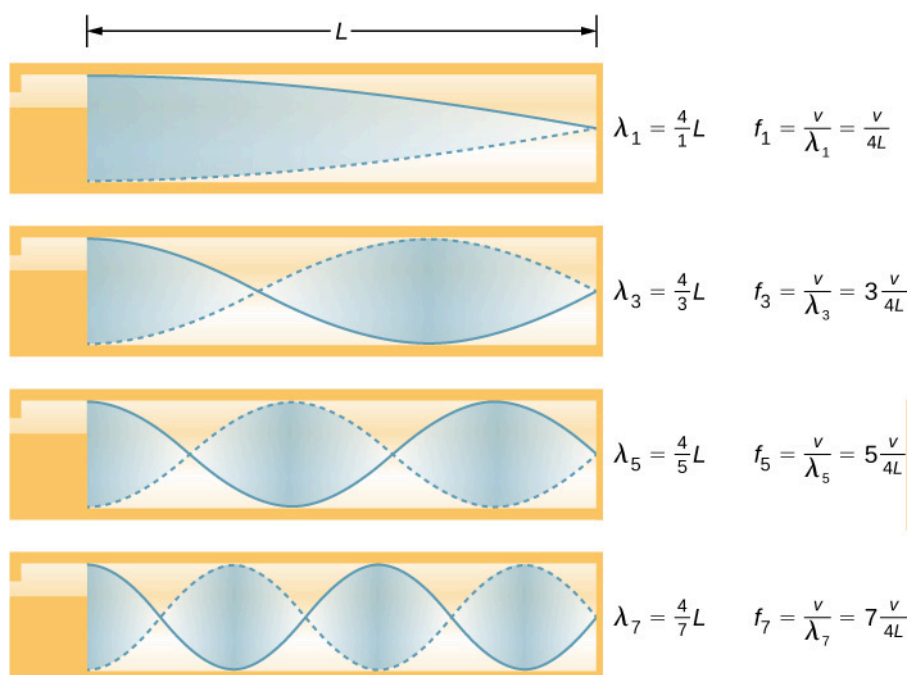 L
λ₁ = 4/1 L f₁ = v/λ₁ = v/4L
λ₃ = 4/3 L f₃ = v/λ₃ = 3 v/4L
λ₅ = 4/5 L f₅ = v/λ₅ = 5 v/4L
λ₇ = 4/7 L f₇ = v/λ₇ = 7 v/4L